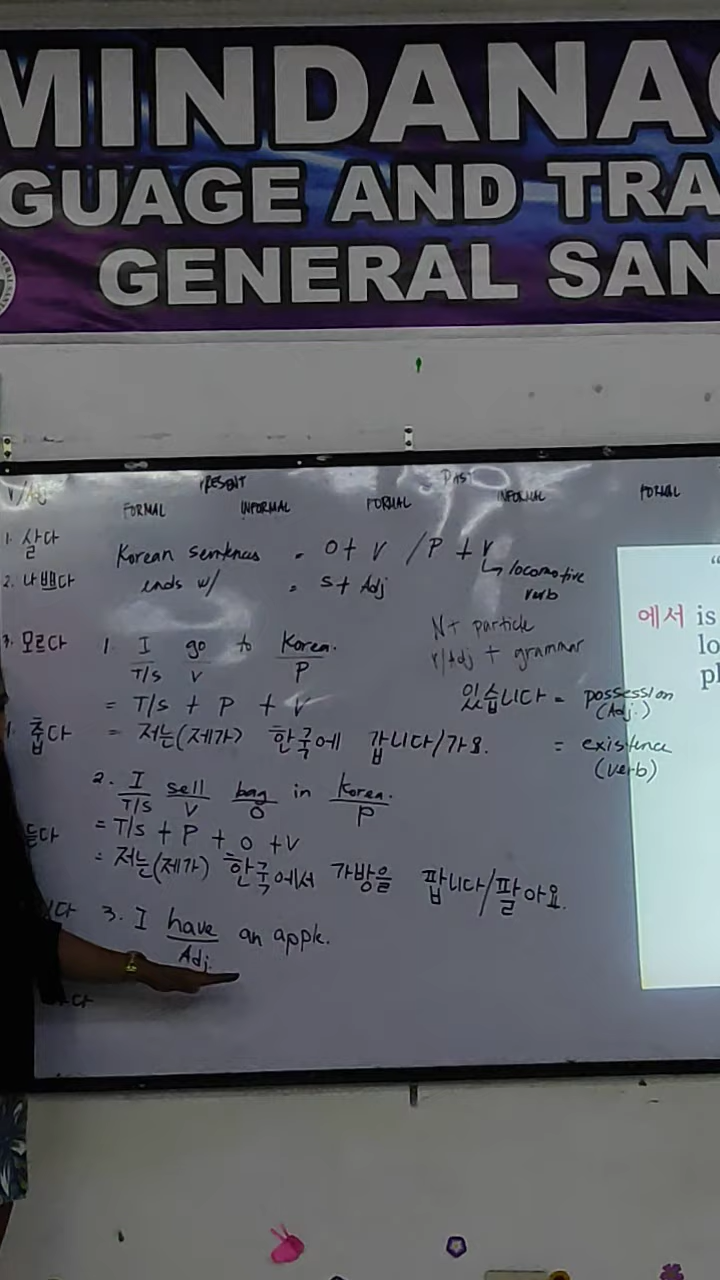 MINDANAO
GUAGE AND TRA
GENERAL SAN
V/Adj
PRESENT PAST
FORMAL INFORMAL FORMAL INFORMAL FORMAL
1. 살다
2. 나쁘다
3. 모르다
춥다
듣다
Korean sentences = O + V / P + V
ends w/ = S + Adj
↳ locomotive
verb
N + particle
V/Adj + grammar
있습니다 = possession
(Adj.)
= existence
(verb)
1. I go to Korea.
T/S V P
= T/S + P + V
= 저는(제가) 한국에 갑니다/가요.
2. I sell bag in Korea.
T/S V O P
= T/S + P + O + V
= 저는(제가) 한국에서 가방을 팝니다/팔아요.
3. I have an apple.
Adj.
에서 is
lo
pl